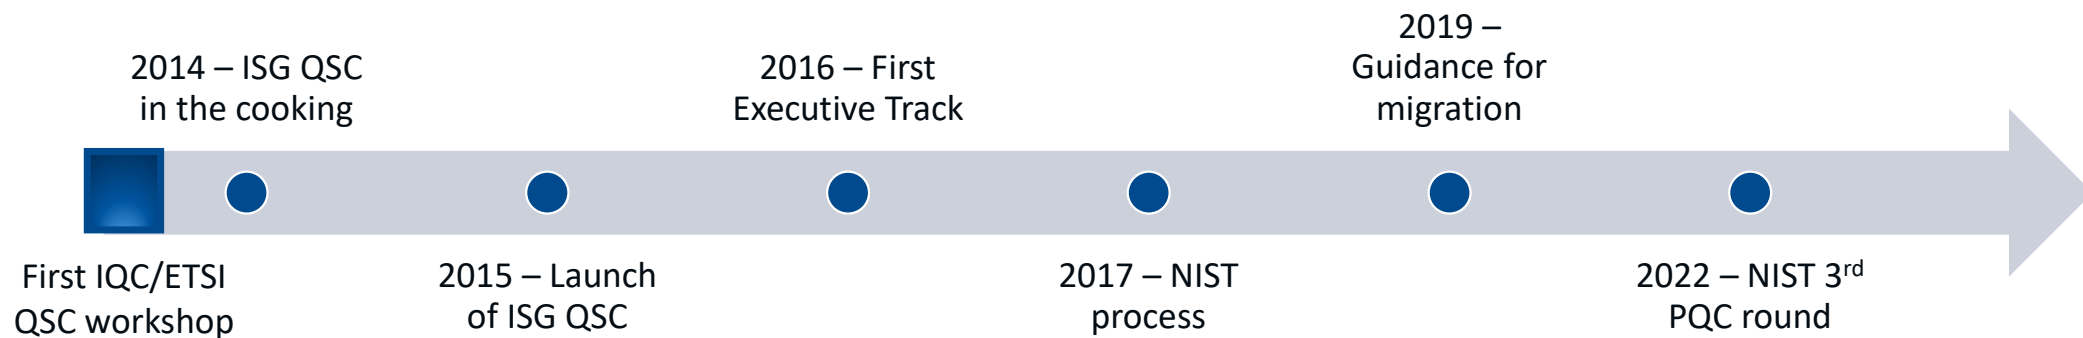 2014 – ISG QSC
in the cooking
2016 – First
Executive Track
2019 –
Guidance for
migration
First IQC/ETSI
QSC workshop
2015 – Launch
of ISG QSC
2017 – NIST
process
2022 – NIST 3rd
PQC round